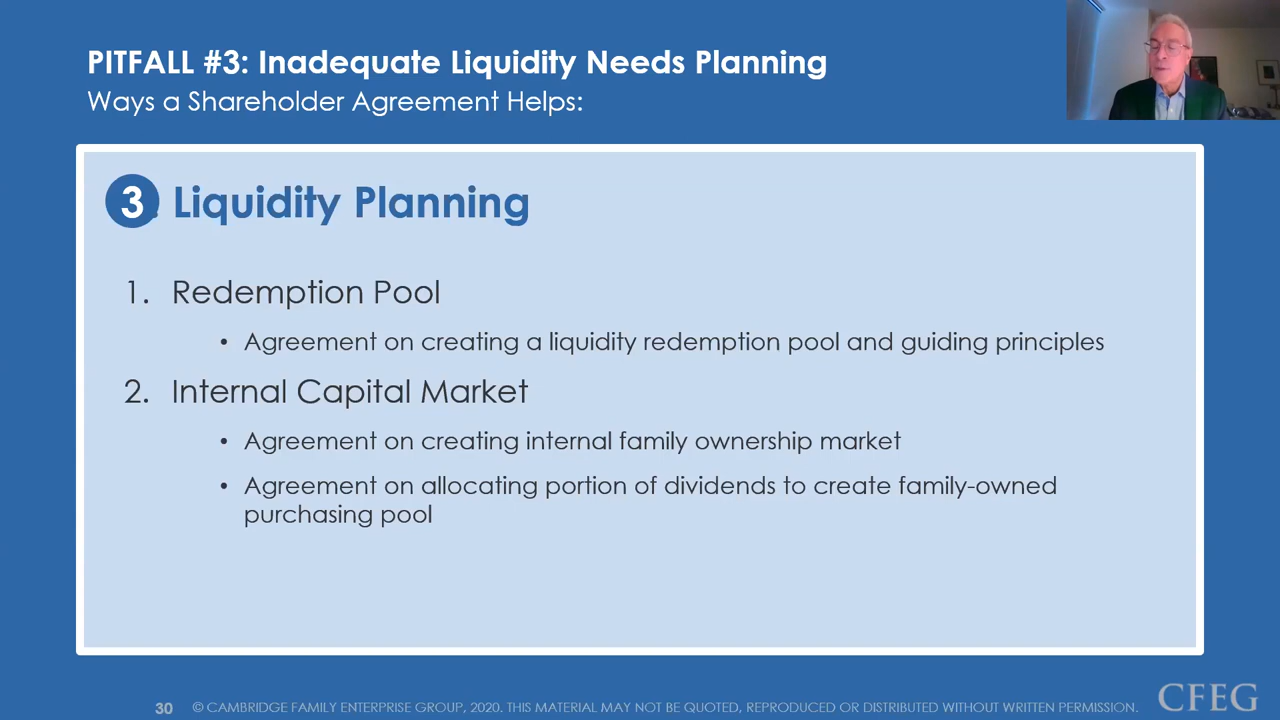 PITFALL #3: Inadequate Liquidity Needs Planning
Ways a Shareholder Agreement Helps:
3 Liquidity Planning
1. Redemption Pool
• Agreement on creating a liquidity redemption pool and guiding principles
2. Internal Capital Market
• Agreement on creating internal family ownership market
• Agreement on allocating portion of dividends to create family-owned
purchasing pool
30 © CAMBRIDGE FAMILY ENTERPRISE GROUP, 2020. THIS MATERIAL MAY NOT BE QUOTED, REPRODUCED OR DISTRIBUTED WITHOUT WRITTEN PERMISSION.
CFEG